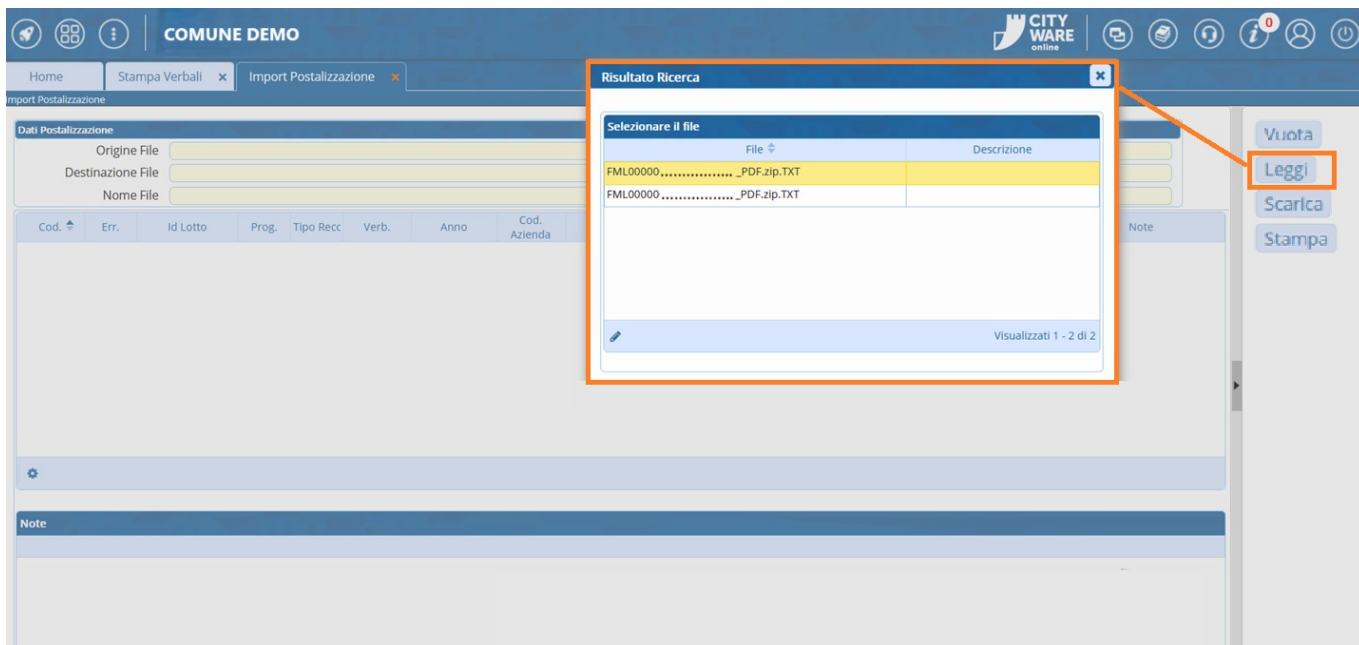 COMUNE DEMO
CITY
WARE
online
0
Home
Stampa Verbali
Import Postalizzazione
Import Postalizzazione
Dati Postalizzazione
Origine File
Destinazione File
Nome File
Cod. Err. Id Lotto Prog. Tipo Recc Verb. Anno Cod. Azienda Note
Note
Risultato Ricerca
Selezionare il file
File Descrizione
FML00000.................._PDF.zip.TXT
FML00000.................._PDF.zip.TXT
Visualizzati 1 - 2 di 2
Vuota
Leggi
Scarica
Stampa